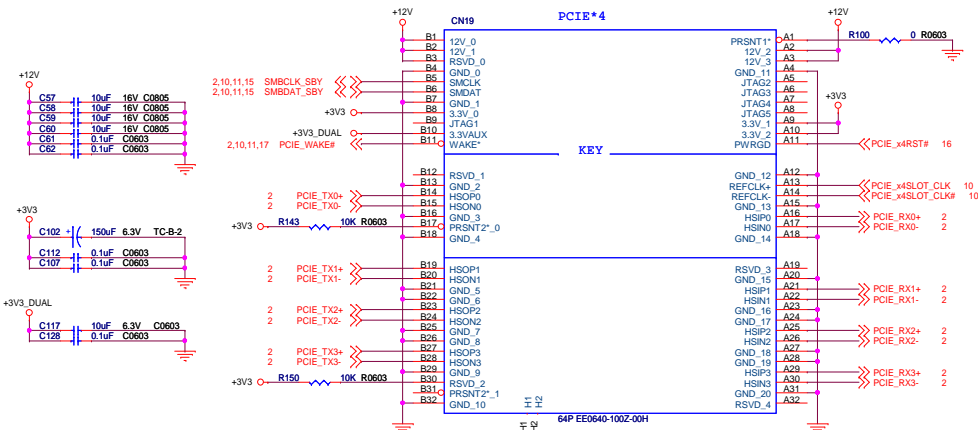 PCIE*4
CN19
+12V
+12V
R100 0 R0603
B1 12V_0
B2 12V_1
B3 RSVD_0
B4 GND_0
2,10,11,15 SMBCLK_SBY B5 SMCLK
2,10,11,15 SMBDAT_SBY B6 SMDAT
B7 GND_1
+3V3 B8 3.3V_0
B9 JTAG1
+3V3_DUAL B10 3.3VAUX
2,10,11,17 PCIE_WAKE# B11 WAKE*
PRSNT1* A1
12V_2 A2
12V_3 A3
GND_11 A4
JTAG2 A5
JTAG3 A6
JTAG4 A7
JTAG5 A8
+3V3
3.3V_1 A9
3.3V_2 A10
PWRGD A11 PCIE_x4RST# 16
KEY
B12 RSVD_1
B13 GND_2
2 PCIE_TX0+ B14 HSOP0
2 PCIE_TX0- B15 HSON0
B16 GND_3
+3V3 R143 10K R0603 B17 PRSNT2*_0
B18 GND_4
GND_12 A12
REFCLK+ A13 PCIE_x4SLOT_CLK 10
REFCLK- A14 PCIE_x4SLOT_CLK# 10
GND_13 A15
HSIP0 A16 PCIE_RX0+ 2
HSIN0 A17 PCIE_RX0- 2
GND_14 A18
2 PCIE_TX1+ B19 HSOP1
2 PCIE_TX1- B20 HSON1
B21 GND_5
B22 GND_6
2 PCIE_TX2+ B23 HSOP2
2 PCIE_TX2- B24 HSON2
B25 GND_7
B26 GND_8
2 PCIE_TX3+ B27 HSOP3
2 PCIE_TX3- B28 HSON3
B29 GND_9
+3V3 R150 10K R0603 B30 RSVD_2
B31 PRSNT2*_1
B32 GND_10
RSVD_3 A19
GND_15 A20
HSIP1 A21 PCIE_RX1+ 2
HSIN1 A22 PCIE_RX1- 2
GND_16 A23
GND_17 A24
HSIP2 A25 PCIE_RX2+ 2
HSIN2 A26 PCIE_RX2- 2
GND_18 A27
GND_19 A28
HSIP3 A29 PCIE_RX3+ 2
HSIN3 A30 PCIE_RX3- 2
GND_20 A31
RSVD_4 A32
H1
H2
H1
H2
64P EE0640-100Z-00H
+12V
C57 10uF 16V C0805
C58 10uF 16V C0805
C59 10uF 16V C0805
C60 10uF 16V C0805
C61 0.1uF C0603
C62 0.1uF C0603
+3V3
C102 150uF 6.3V TC-B-2
C112 0.1uF C0603
C107 0.1uF C0603
+3V3_DUAL
C117 10uF 6.3V C0603
C128 0.1uF C0603